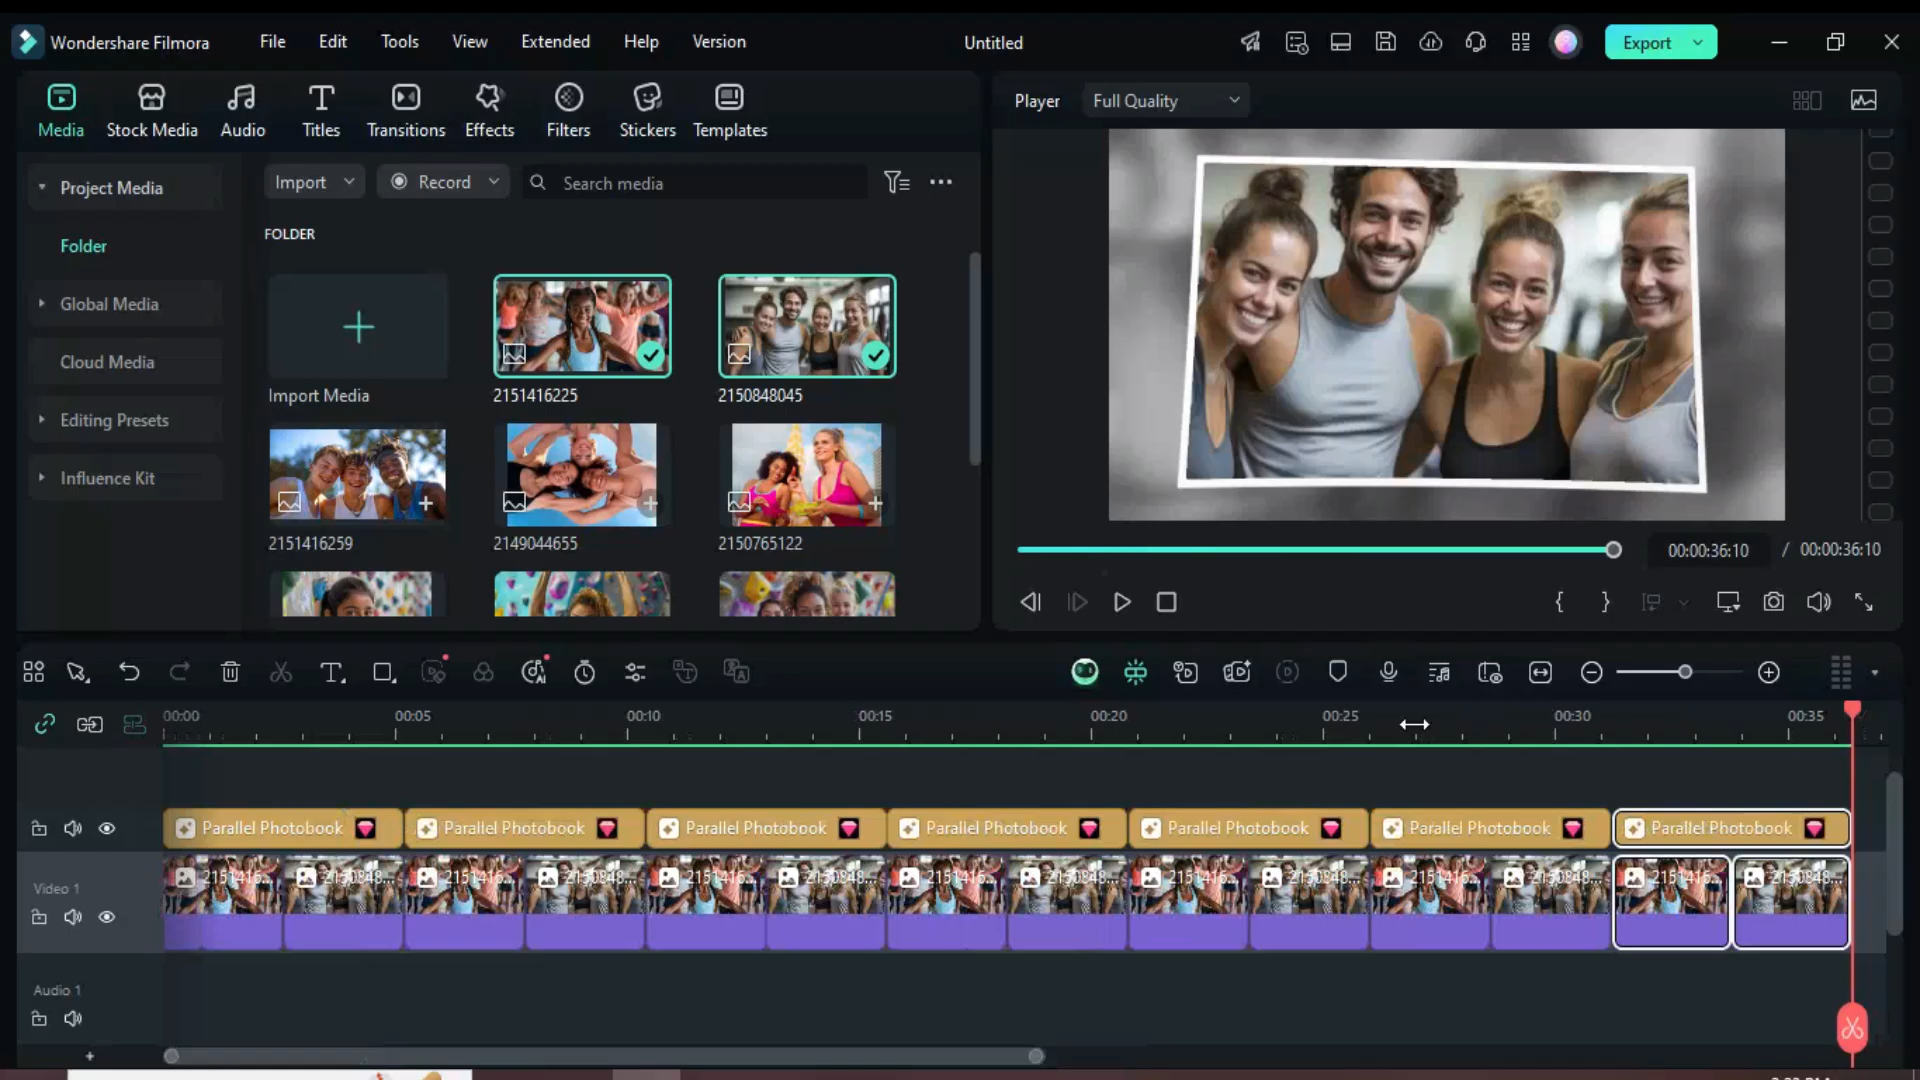 Wondershare Filmora File Edit Tools View Extended Help Version Untitled Export
Media Stock Media Audio Titles Transitions Effects Filters Stickers Templates
Player Full Quality
Project Media
Folder
Global Media
Cloud Media
Editing Presets
Influence Kit
Import Record Search media
FOLDER
Import Media 2151416225 2150848045
2151416259 2149044655 2150765122
00:00:36:10 / 00:00:36:10
00:00 00:05 00:10 00:15 00:20 00:25 00:30 00:35
Parallel Photobook Parallel Photobook Parallel Photobook Parallel Photobook Parallel Photobook Parallel Photobook Parallel Photobook
Video 1
2151416... 2150848... 2151416... 2150848... 2151416... 2150848... 2151416... 2150848... 2151416... 2150848... 2151416... 2150848... 2151416... 2150848...
Audio 1